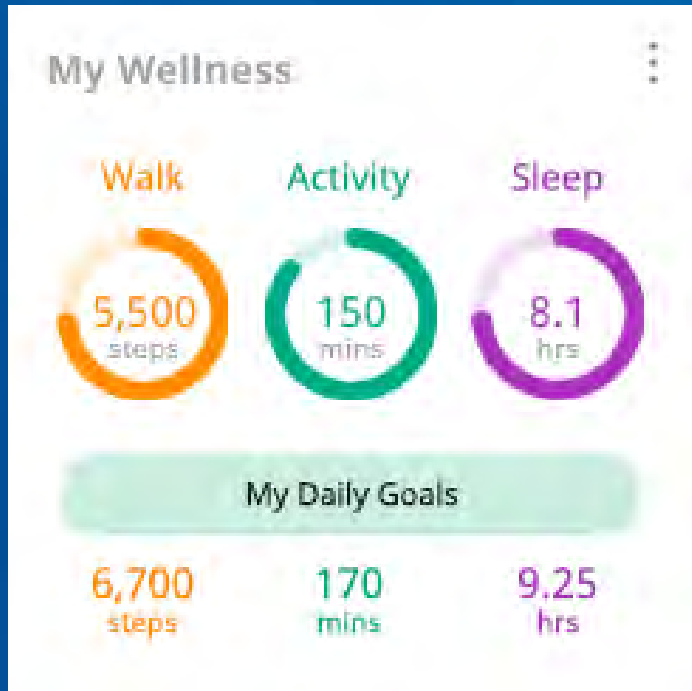 My Wellness
Walk Activity Sleep
5,500 150 8.1
steps mins hrs
My Daily Goals
6,700 170 9.25
steps mins hrs